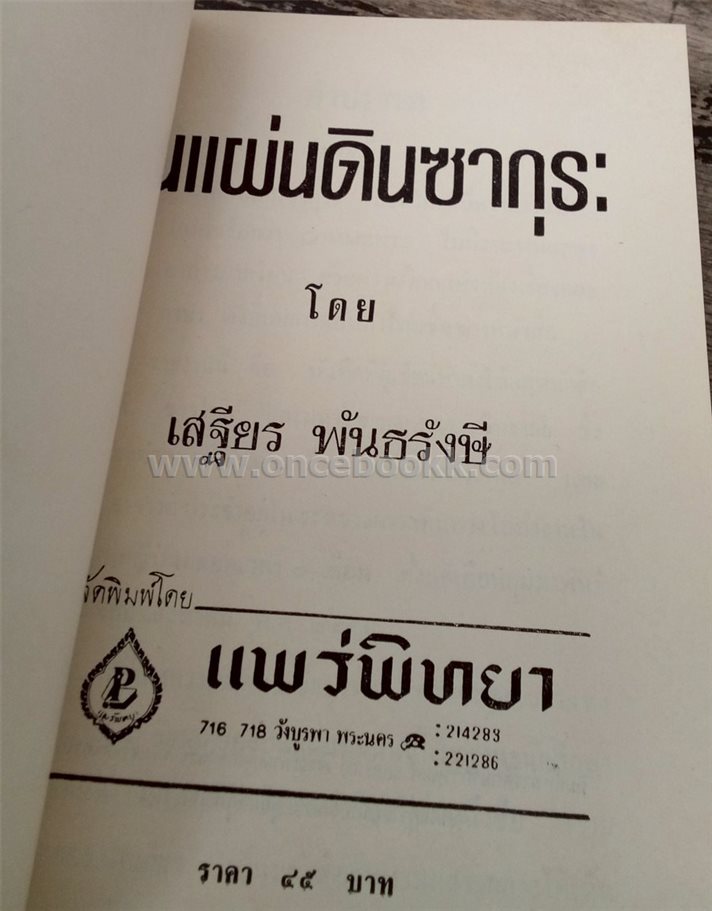 นแผ่นดินซากุระ
โดย
เสฐียร พันธรังษี
www.oncebookk.com
จัดพิมพ์โดย
PL
แพร่พิทยา
716 718 วังบูรพา พระนคร ☎ : 214283
: 221286
ราคา ๔๕ บาท